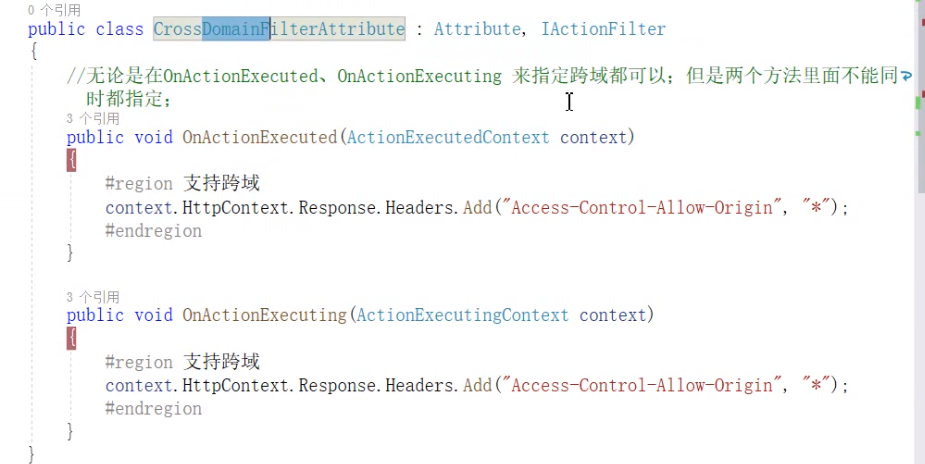 0 个引用
public class CrossDomainFilterAttribute : Attribute, IActionFilter
{
//无论是在OnActionExecuted、OnActionExecuting 来指定跨域都可以；但是两个方法里面不能同
时都指定；
3 个引用
public void OnActionExecuted(ActionExecutedContext context)
{
#region 支持跨域
context.HttpContext.Response.Headers.Add("Access-Control-Allow-Origin", "*");
#endregion
}
3 个引用
public void OnActionExecuting(ActionExecutingContext context)
{
#region 支持跨域
context.HttpContext.Response.Headers.Add("Access-Control-Allow-Origin", "*");
#endregion
}
}